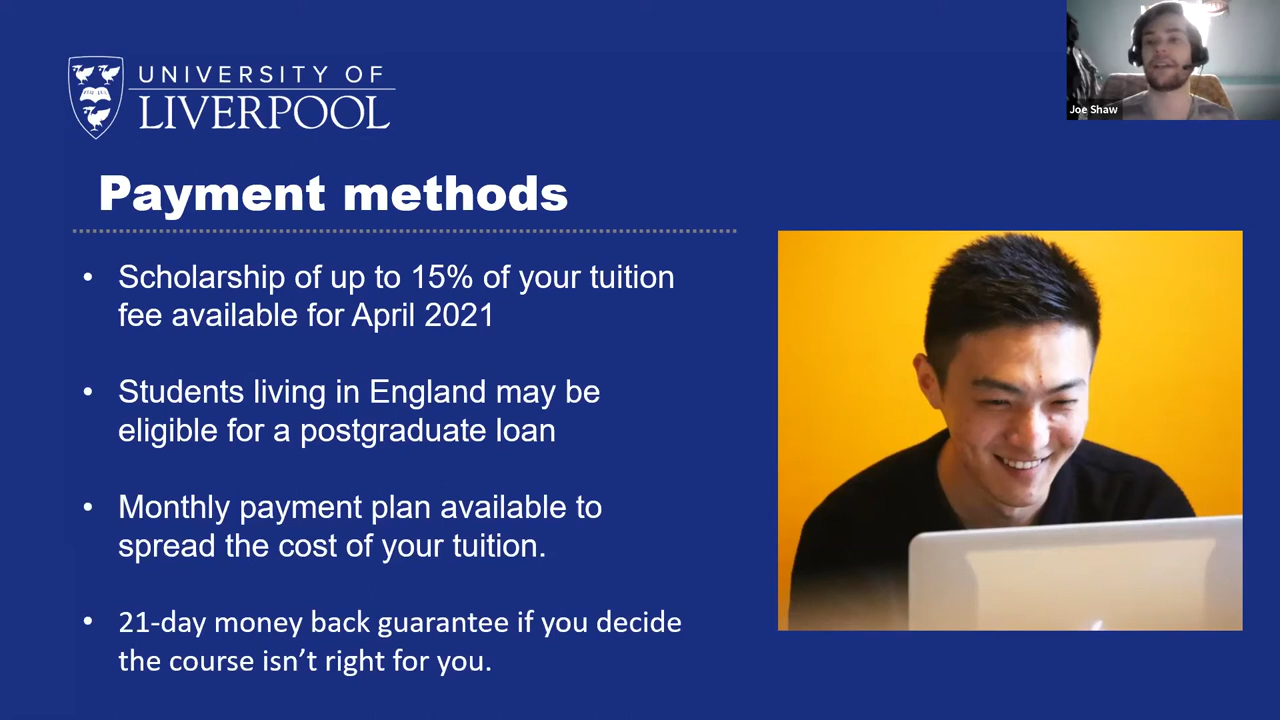 UNIVERSITY OF
LIVERPOOL
Joe Shaw
Payment methods
• Scholarship of up to 15% of your tuition
fee available for April 2021
• Students living in England may be
eligible for a postgraduate loan
• Monthly payment plan available to
spread the cost of your tuition.
• 21-day money back guarantee if you decide
the course isn’t right for you.